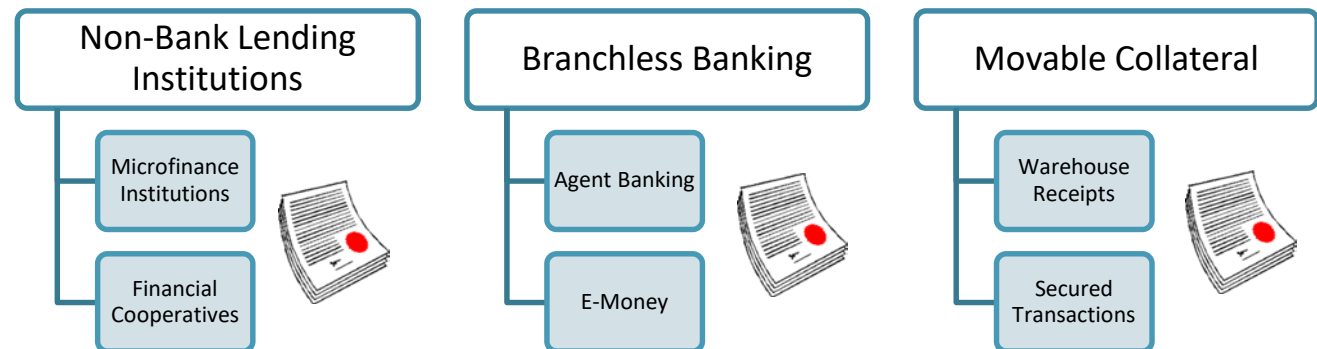 Non-Bank Lending
Institutions
Microfinance
Institutions
Financial
Cooperatives
Branchless Banking
Agent Banking
E-Money
Movable Collateral
Warehouse
Receipts
Secured
Transactions